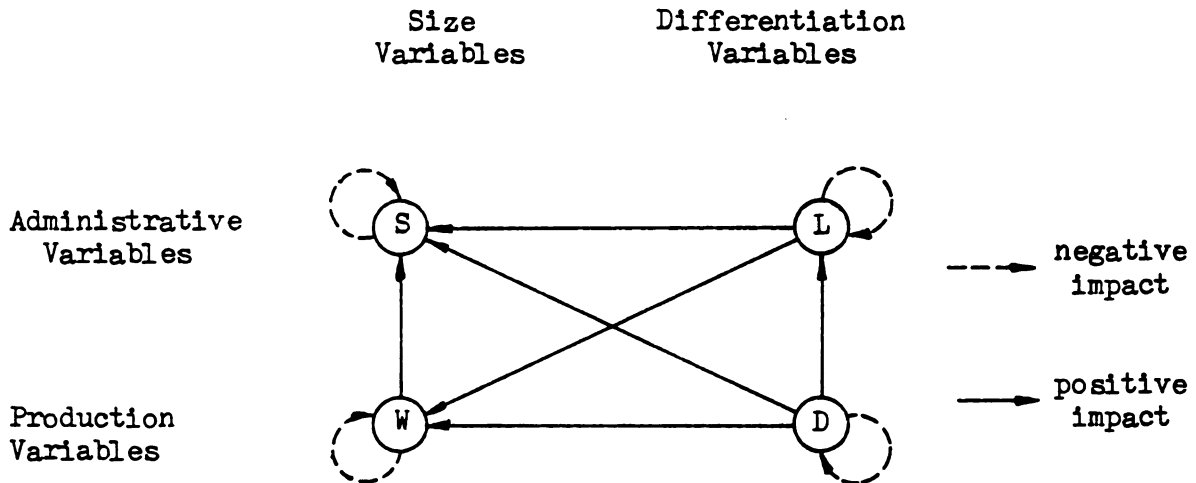 Size
Variables
Differentiation
Variables
Administrative
Variables
S
L
negative
impact
Production
Variables
W
D
positive
impact